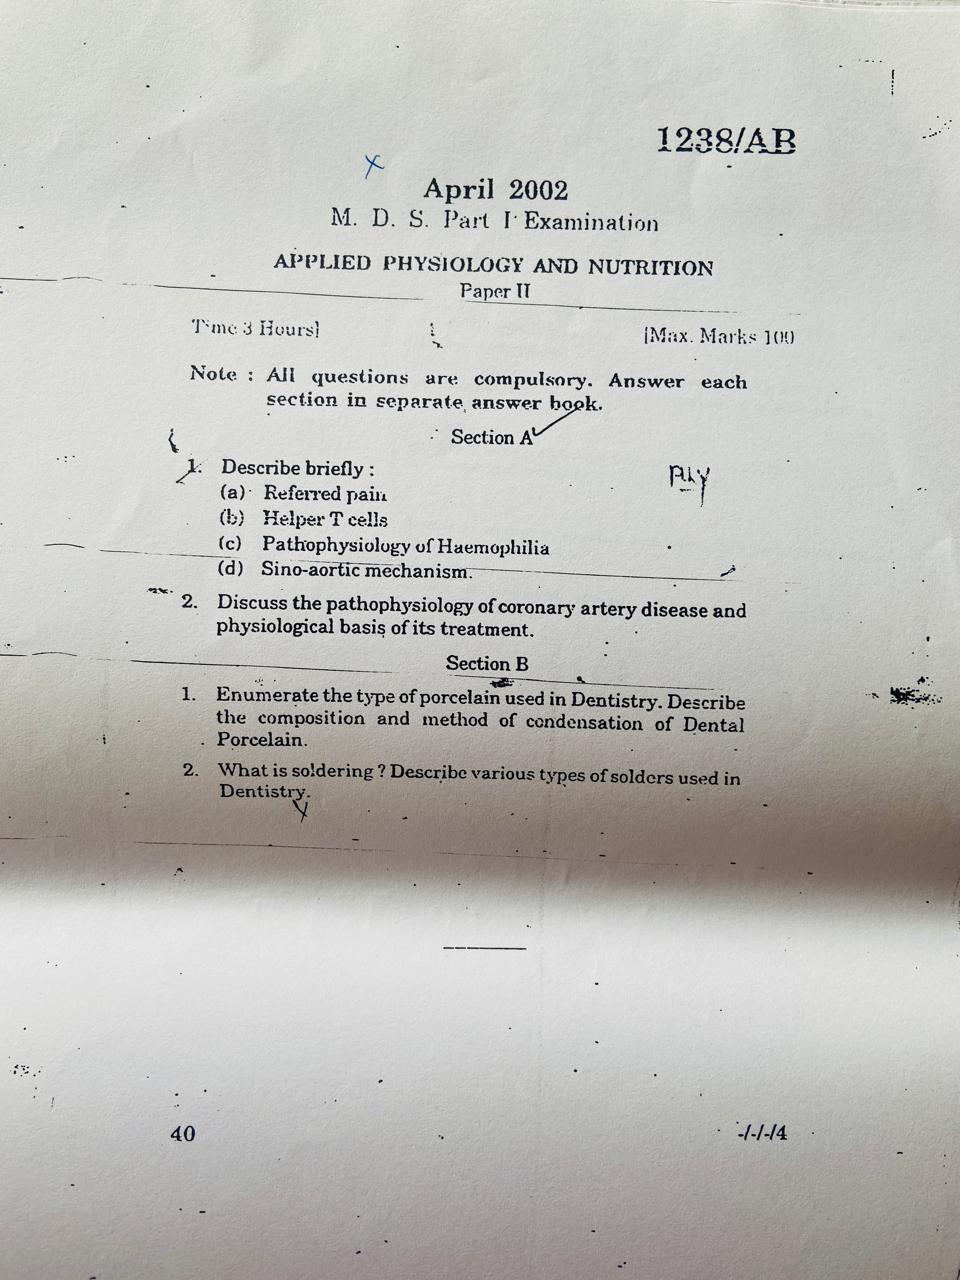 1238/AB
x
April 2002
M. D. S. Part I Examination
APPLIED PHYSIOLOGY AND NUTRITION
Paper II
Time 3 Hours]
[Max. Marks 100
Note : All questions are compulsory. Answer each
section in separate answer book.
Section A
Phy
1. Describe briefly :
(a) Referred pain
(b) Helper T cells
(c) Pathophysiology of Haemophilia
(d) Sino-aortic mechanism.
2. Discuss the pathophysiology of coronary artery disease and
physiological basis of its treatment.
Section B
1. Enumerate the type of porcelain used in Dentistry. Describe
the composition and method of condensation of Dental
Porcelain.
2. What is soldering ? Describe various types of solders used in
Dentistry.
40
-/-/-/4